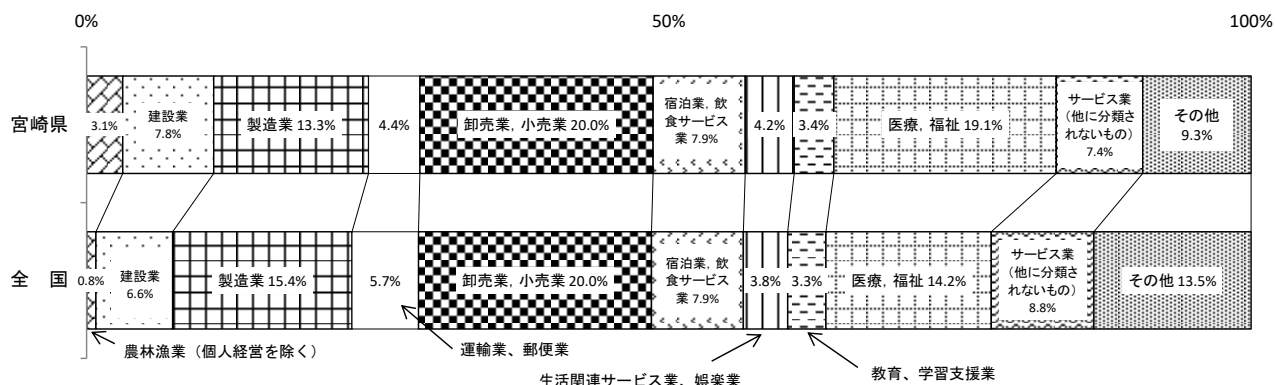 0%
50%
100%
宮崎県
3.1%
建設業
7.8%
製造業 13.3%
4.4%
卸売業，小売業 20.0%
宿泊業，飲
食サービス
業 7.9%
4.2%
3.4%
医療，福祉 19.1%
サービス業
（他に分類さ
れないもの）
7.4%
その他
9.3%
全　国
0.8%
建設業
6.6%
製造業 15.4%
5.7%
卸売業，小売業 20.0%
宿泊業，飲
食サービス
業 7.9%
3.8%
3.3%
医療，福祉 14.2%
サービス業
（他に分類さ
れないもの）
8.8%
その他 13.5%
農林漁業（個人経営を除く）
運輸業、郵便業
生活関連サービス業、娯楽業
教育、学習支援業